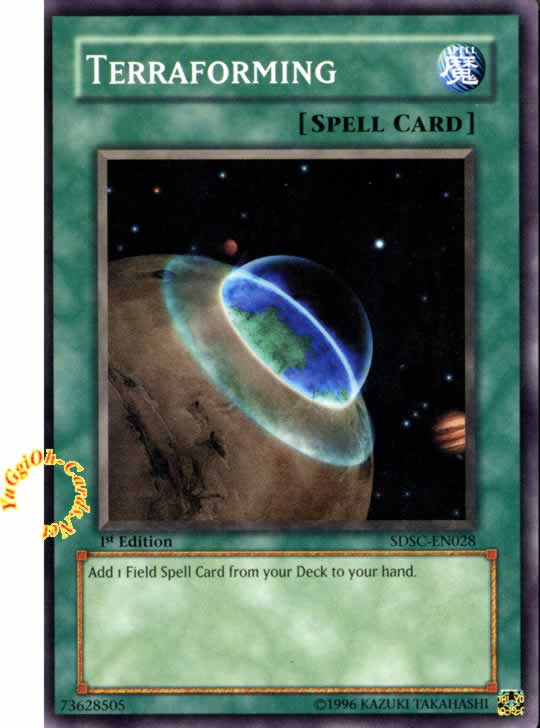 TERRAFORMING
SPELL
魔
[SPELL CARD]
YuGgiOh-Cards.Net
1st Edition
SDSC-EN028
Add 1 Field Spell Card from your Deck to your hand.
73628505
©1996 KAZUKI TAKAHASHI